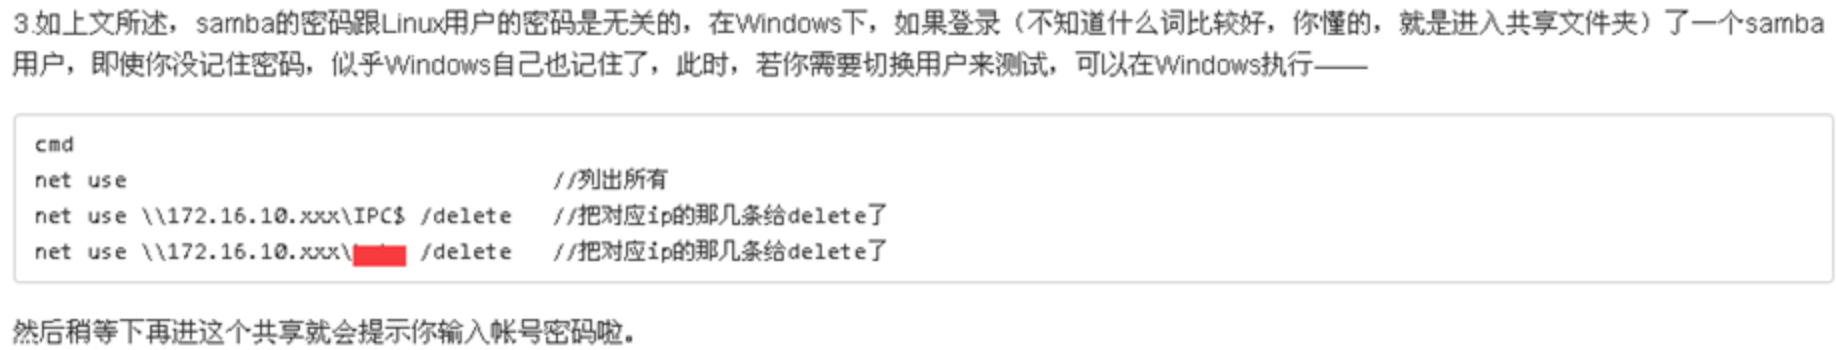 3.如上文所述，samba的密码跟Linux用户的密码是无关的，在Windows下，如果登录（不知道什么词比较好，你懂的，就是进入共享文件夹）了一个samba
用户，即使你没记住密码，似乎Windows自己也记住了，此时，若你需要切换用户来测试，可以在Windows执行——
cmd
net use //列出所有
net use \\172.16.10.xxx\IPC$ /delete //把对应ip的那几条给delete了
net use \\172.16.10.xxx\ /delete //把对应ip的那几条给delete了
然后稍等下再进这个共享就会提示你输入帐号密码啦。